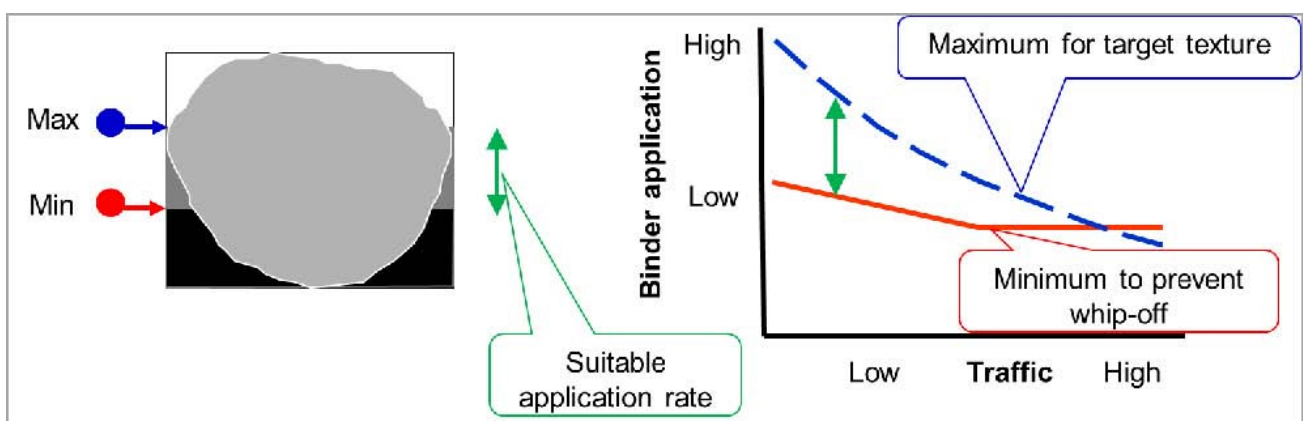 Max
Min
Suitable
application rate
Binder application
High
Low
Maximum for target texture
Minimum to prevent
whip-off
Low Traffic High